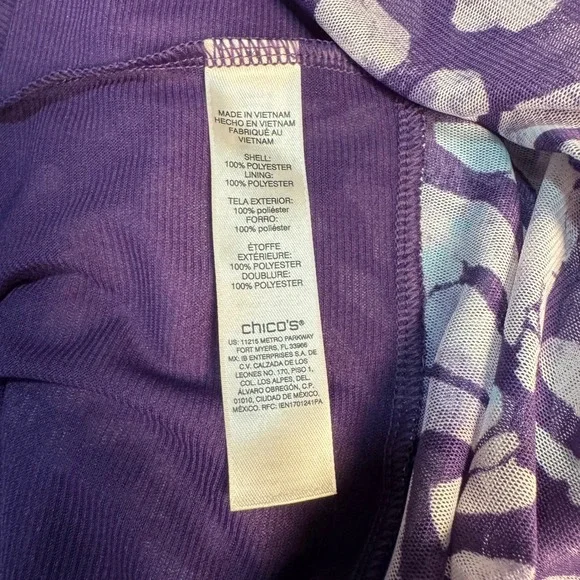 MADE IN VIETNAM
HECHO EN VIETNAM
FABRIQUÉ AU
VIETNAM
SHELL:
100% POLYESTER
LINING:
100% POLYESTER
TELA EXTERIOR:
100% poliéster
FORRO:
100% poliéster
ÉTOFFE
EXTÉRIEURE:
100% POLYESTER
DOUBLURE:
100% POLYESTER
chico's®
US: 11215 METRO PARKWAY
FORT MYERS, FL 33966
MX: IB ENTERPRISES S.A. DE
C.V. CALZADA DE LOS
LEONES NO. 170, PISO 1,
COL. LOS ALPES, DEL.
ÁLVARO OBREGÓN, C.P.
01010, CIUDAD DE MÉXICO.
MÉXICO. RFC: IEN1701241PA